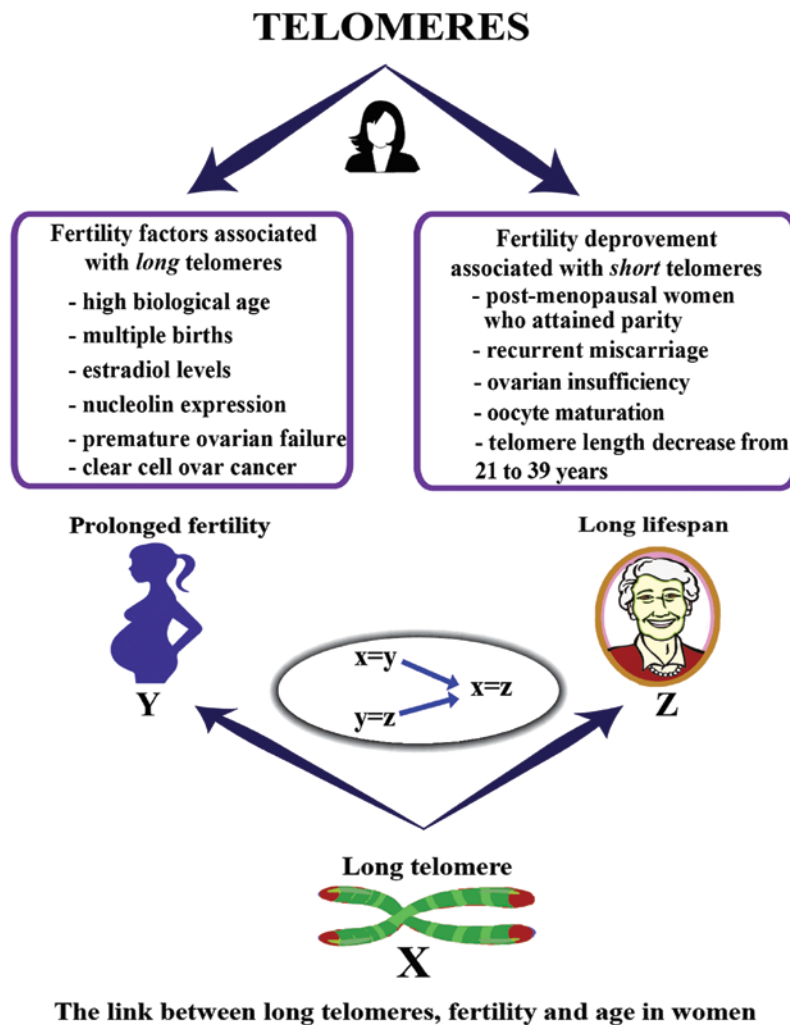 TELOMERES
Fertility factors associated
with long telomeres
- high biological age
- multiple births
- estradiol levels
- nucleolin expression
- premature ovarian failure
- clear cell ovar cancer
Fertility deprovement
associated with short telomeres
- post-menopausal women
who attained parity
- recurrent miscarriage
- ovarian insufficiency
- oocyte maturation
- telomere length decrease from
21 to 39 years
Prolonged fertility
Y
Long lifespan
Z
x=y
y=z
x=z
Long telomere
X
The link between long telomeres, fertility and age in women